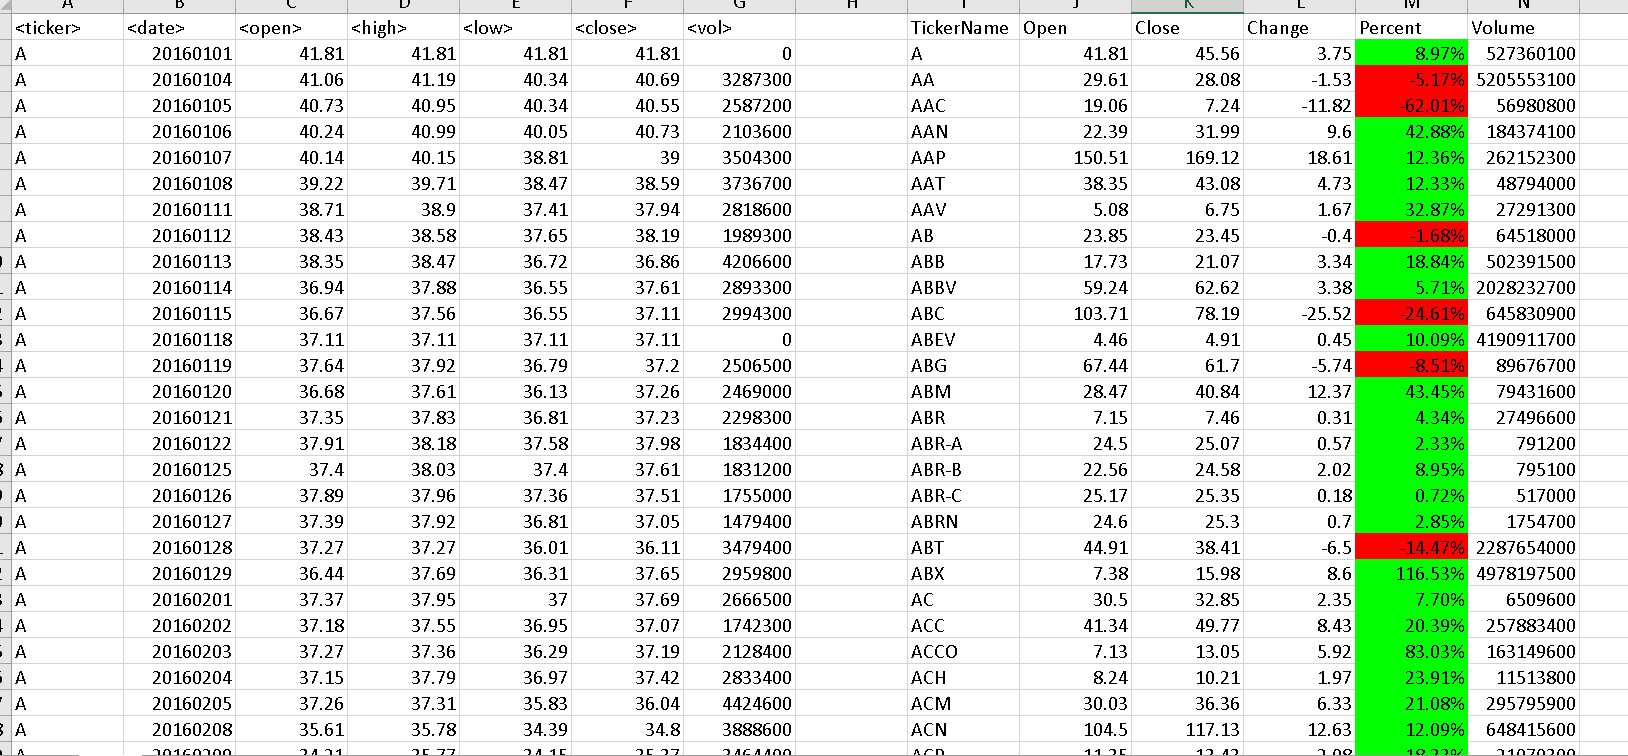 A B C D E F G H I J K L M N
<ticker> <date> <open> <high> <low> <close> <vol> TickerName Open Close Change Percent Volume
A 20160101 41.81 41.81 41.81 41.81 0 A 41.81 45.56 3.75 8.97% 527360100
A 20160104 41.06 41.19 40.34 40.69 3287300 AA 29.61 28.08 -1.53 -5.17% 5205553100
A 20160105 40.73 40.95 40.34 40.55 2587200 AAC 19.06 7.24 -11.82 -62.01% 56980800
A 20160106 40.24 40.99 40.05 40.73 2103600 AAN 22.39 31.99 9.6 42.88% 184374100
A 20160107 40.14 40.15 38.81 39 3504300 AAP 150.51 169.12 18.61 12.36% 262152300
A 20160108 39.22 39.71 38.47 38.59 3736700 AAT 38.35 43.08 4.73 12.33% 48794000
A 20160111 38.71 38.9 37.41 37.94 2818600 AAV 5.08 6.75 1.67 32.87% 27291300
A 20160112 38.43 38.58 37.65 38.19 1989300 AB 23.85 23.45 -0.4 -1.68% 64518000
A 20160113 38.35 38.47 36.72 36.86 4206600 ABB 17.73 21.07 3.34 18.84% 502391500
A 20160114 36.94 37.88 36.55 37.61 2893300 ABBV 59.24 62.62 3.38 5.71% 2028232700
A 20160115 36.67 37.56 36.55 37.11 2994300 ABC 103.71 78.19 -25.52 -24.61% 645830900
A 20160118 37.11 37.11 37.11 37.11 0 ABEV 4.46 4.91 0.45 10.09% 4190911700
A 20160119 37.64 37.92 36.79 37.2 2506500 ABG 67.44 61.7 -5.74 -8.51% 89676700
A 20160120 36.68 37.61 36.13 37.26 2469000 ABM 28.47 40.84 12.37 43.45% 79431600
A 20160121 37.35 37.83 36.81 37.23 2298300 ABR 7.15 7.46 0.31 4.34% 27496600
A 20160122 37.91 38.18 37.58 37.98 1834400 ABR-A 24.5 25.07 0.57 2.33% 791200
A 20160125 37.4 38.03 37.4 37.61 1831200 ABR-B 22.56 24.58 2.02 8.95% 795100
A 20160126 37.89 37.96 37.36 37.51 1755000 ABR-C 25.17 25.35 0.18 0.72% 517000
A 20160127 37.39 37.92 36.81 37.05 1479400 ABRN 24.6 25.3 0.7 2.85% 1754700
A 20160128 37.27 37.27 36.01 36.11 3479400 ABT 44.91 38.41 -6.5 -14.47% 2287654000
A 20160129 36.44 37.69 36.31 37.65 2959800 ABX 7.38 15.98 8.6 116.53% 4978197500
A 20160201 37.37 37.95 37 37.69 2666500 AC 30.5 32.85 2.35 7.70% 6509600
A 20160202 37.18 37.55 36.95 37.07 1742300 ACC 41.34 49.77 8.43 20.39% 257883400
A 20160203 37.27 37.36 36.29 37.19 2128400 ACCO 7.13 13.05 5.92 83.03% 163149600
A 20160204 37.15 37.79 36.97 37.42 2833400 ACH 8.24 10.21 1.97 23.91% 11513800
A 20160205 37.26 37.31 35.83 36.04 4424600 ACM 30.03 36.36 6.33 21.08% 295795900
A 20160208 35.61 35.78 34.39 34.8 3888600 ACN 104.5 117.13 12.63 12.09% 648415600